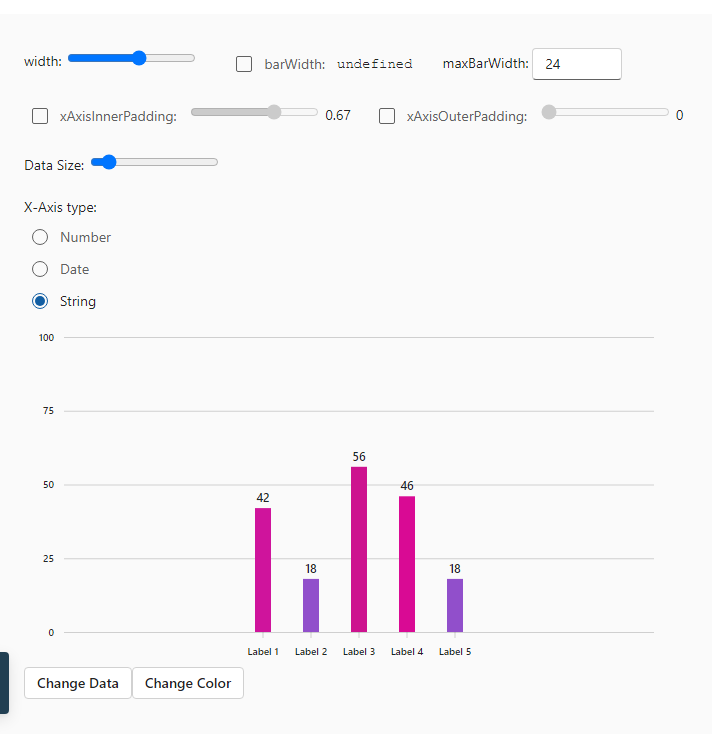 width: barWidth: undefined maxBarWidth: 24
xAxisInnerPadding: 0.67 xAxisOuterPadding: 0
Data Size:
X-Axis type:
Number
Date
String
100
75
50
25
0
42
18
56
46
18
Label 1 Label 2 Label 3 Label 4 Label 5
Change Data Change Color